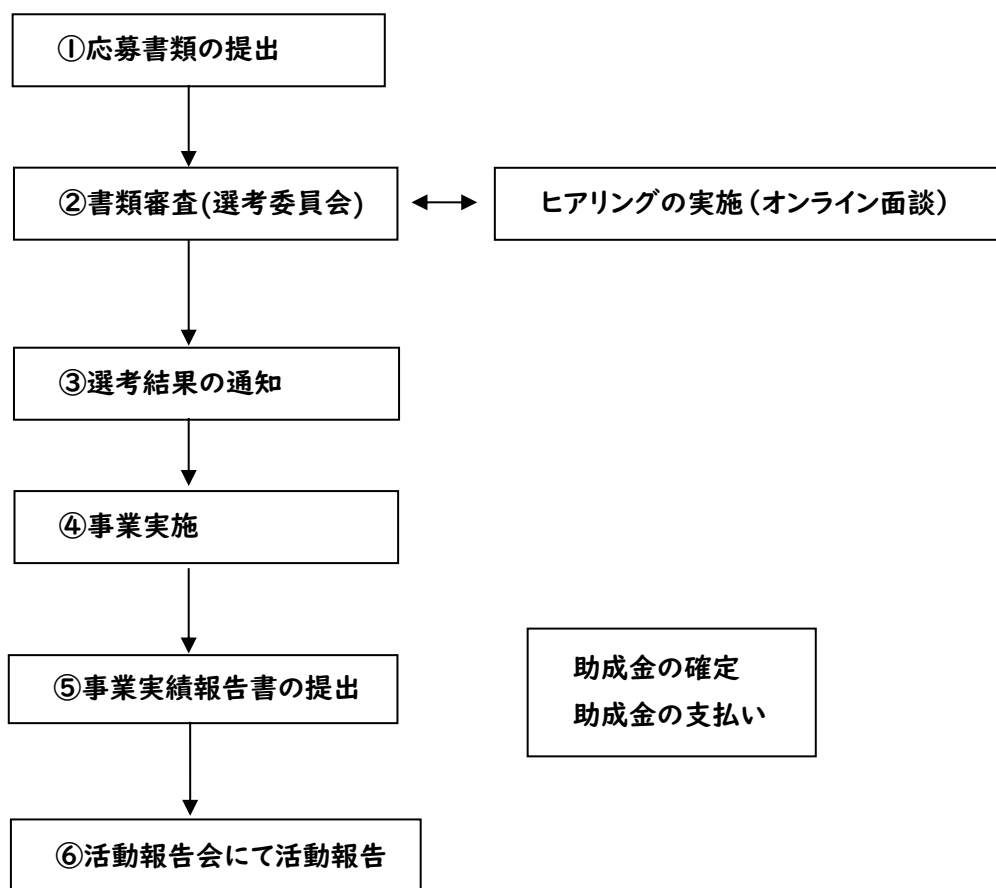 ①応募書類の提出
②書類審査(選考委員会)
ヒアリングの実施(オンライン面談)
③選考結果の通知
④事業実施
⑤事業実績報告書の提出
助成金の確定
助成金の支払い
⑥活動報告会にて活動報告